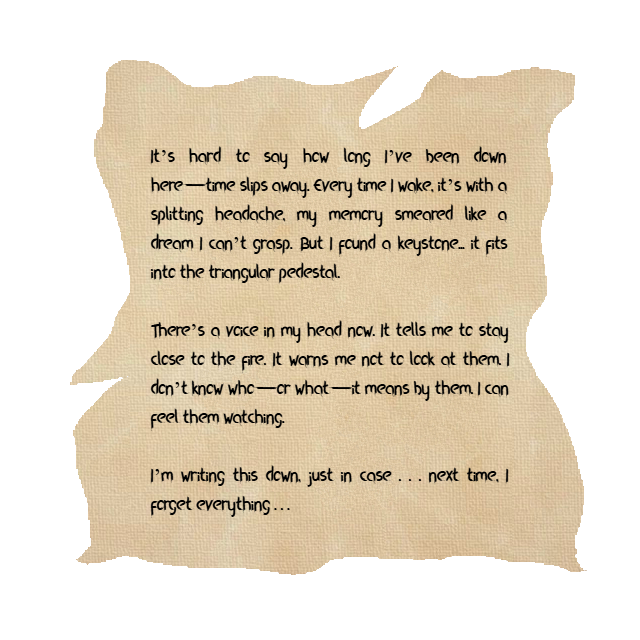 It's hard to say how long I've been down
here—time slips away. Every time I wake, it's with a
splitting headache, my memory smeared like a
dream I can't grasp. But I found a keystone... it fits
into the triangular pedestal.
There's a voice in my head now. It tells me to stay
close to the fire. It warns me not to look at them. I
don't know who—or what—it means by them. I can
feel them watching.
I'm writing this down, just in case . . . next time, I
forget everything . . .